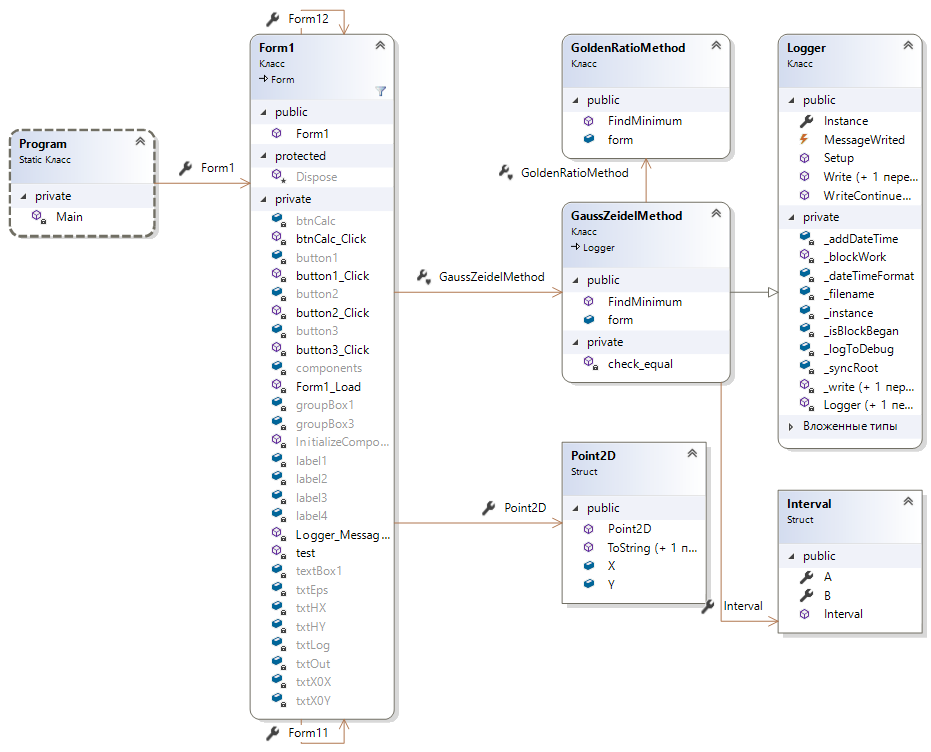 Form12
Form1
Класс
Form
public
Form1
protected
Dispose
private
btnCalc
btnCalc_Click
button1
button1_Click
button2
button2_Click
button3
button3_Click
components
Form1_Load
groupBox1
groupBox3
InitializeCompo...
label1
label2
label3
label4
Logger_Messag...
test
textBox1
txtEps
txtHX
txtHY
txtLog
txtOut
txtX0X
txtX0Y
Form11
Program
Static Класс
private
Main
Form1
GoldenRatioMethod
Класс
public
FindMinimum
form
GoldenRatioMethod
GaussZeidelMethod
GaussZeidelMethod
Класс
Logger
public
FindMinimum
form
private
check_equal
Point2D
Point2D
Struct
public
Point2D
ToString (+ 1 п...
X
Y
Logger
Класс
public
Instance
MessageWrited
Setup
Write (+ 1 пере...
WriteContinue...
private
_addDateTime
_blockWork
_dateTimeFormat
_filename
_instance
_isBlockBegan
_logToDebug
_syncRoot
_write (+ 1 пер...
Logger (+ 1 пе...
Вложенные типы
Interval
Interval
Struct
public
A
B
Interval